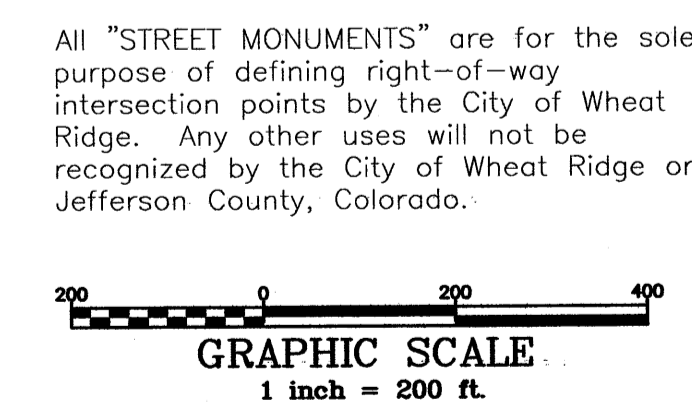 All "STREET MONUMENTS" are for the sole
purpose of defining right-of-way
intersection points by the City of Wheat
Ridge. Any other uses will not be
recognized by the City of Wheat Ridge or
Jefferson County, Colorado.
200 0 200 400
GRAPHIC SCALE
1 inch = 200 ft.